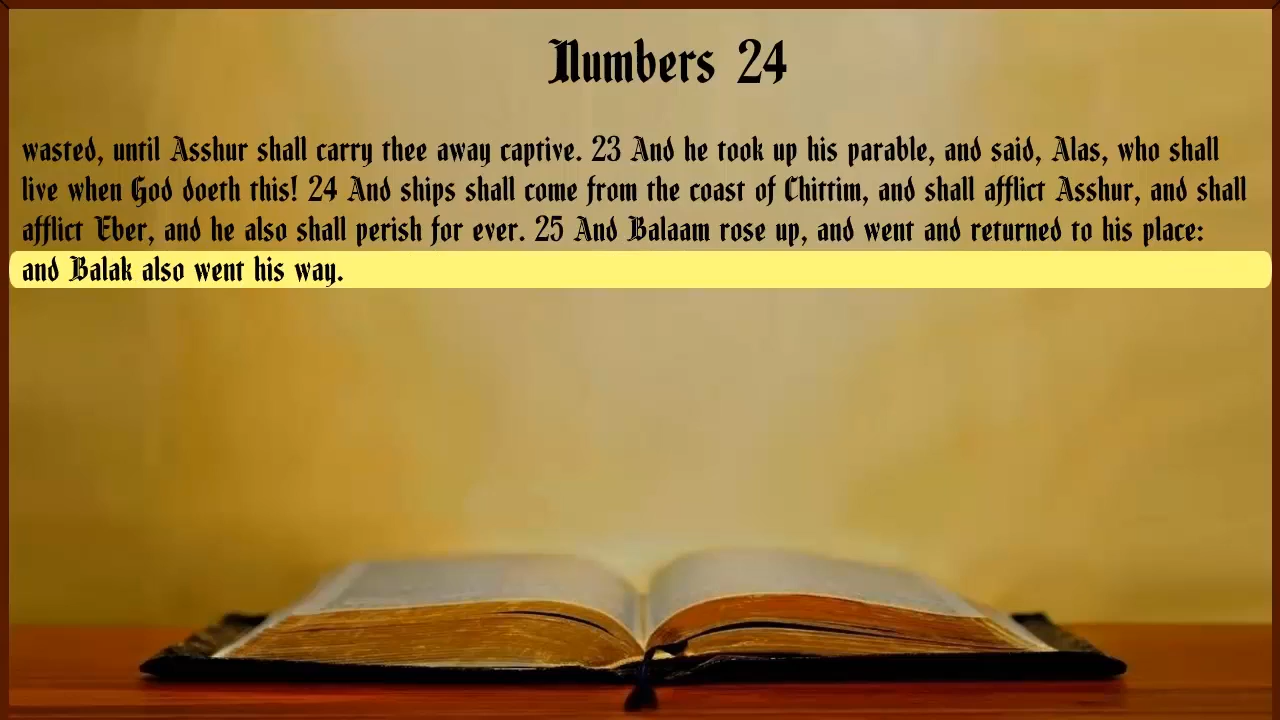 Numbers 24
wasted, until Asshur shall carry thee away captive. 23 And he took up his parable, and said, Alas, who shall
live when God doeth this! 24 And ships shall come from the coast of Chittim, and shall afflict Asshur, and shall
afflict Eber, and he also shall perish for ever. 25 And Balaam rose up, and went and returned to his place:
and Balak also went his way.